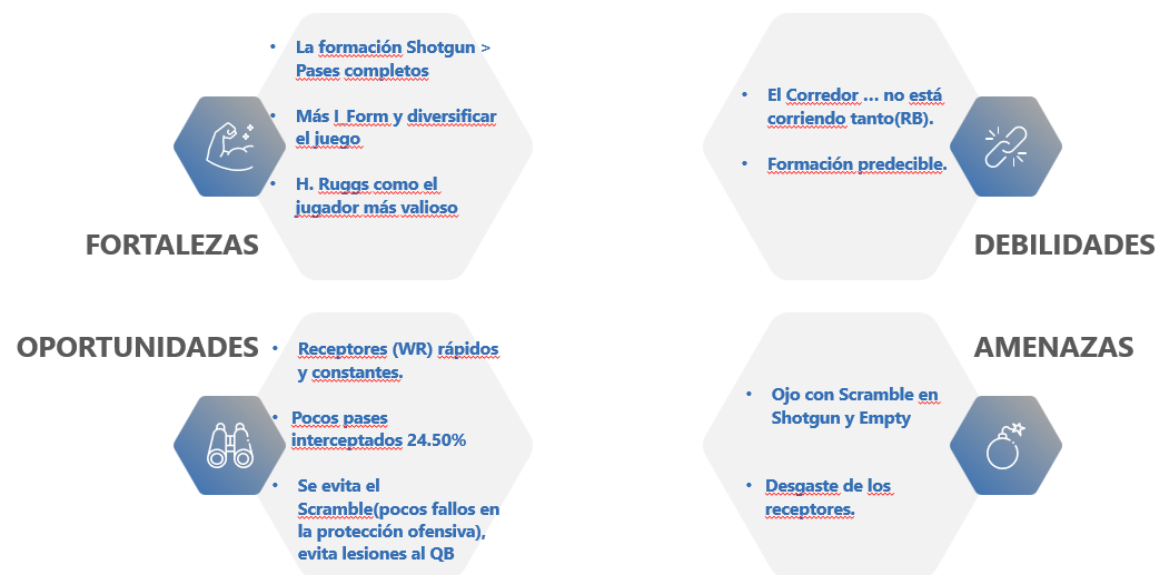 • La formación Shotgun >
Pases completos
• Más I_Form y diversificar
el juego
• H. Ruggs como el
jugador más valioso
FORTALEZAS
• El Corredor ... no está
corriendo tanto(RB).
• Formación predecible.
DEBILIDADES
OPORTUNIDADES
• Receptores (WR) rápidos
y constantes.
• Pocos pases
interceptados 24.50%
• Se evita el
Scramble(pocos fallos en
la protección ofensiva),
evita lesiones al QB
AMENAZAS
• Ojo con Scramble en
Shotgun y Empty
• Desgaste de los
receptores.